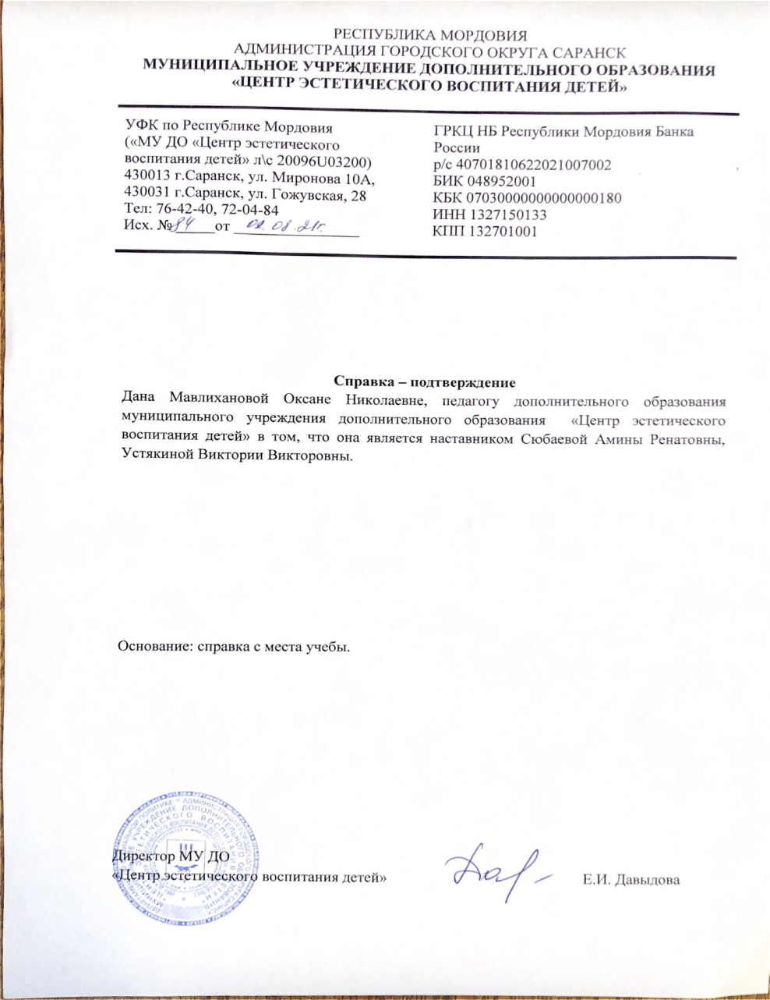 РЕСПУБЛИКА МОРДОВИЯ
АДМИНИСТРАЦИЯ ГОРОДСКОГО ОКРУГА САРАНСК
МУНИЦИПАЛЬНОЕ УЧРЕЖДЕНИЕ ДОПОЛНИТЕЛЬНОГО ОБРАЗОВАНИЯ
«ЦЕНТР ЭСТЕТИЧЕСКОГО ВОСПИТАНИЯ ДЕТЕЙ»
УФК по Республике Мордовия
(«МУ ДО «Центр эстетического
воспитания детей» л\с 20096U03200)
430013 г.Саранск, ул. Миронова 10А,
430031 г.Саранск, ул. Гожувская, 28
Тел: 76-42-40, 72-04-84
Исх. № 84 от 02.08.21г.
ГРКЦ НБ Республики Мордовия Банка
России
р/с 40701810622021007002
БИК 048952001
КБК 07030000000000000180
ИНН 1327150133
КПП 132701001
Справка – подтверждение
Дана Мавлихановой Оксане Николаевне, педагогу дополнительного образования
муниципального учреждения дополнительного образования «Центр эстетического
воспитания детей» в том, что она является наставником Сюбаевой Амины Ренатовны,
Устякиной Виктории Викторовны.
Основание: справка с места учебы.
Директор МУ ДО
«Центр эстетического воспитания детей»
Е.И. Давыдова